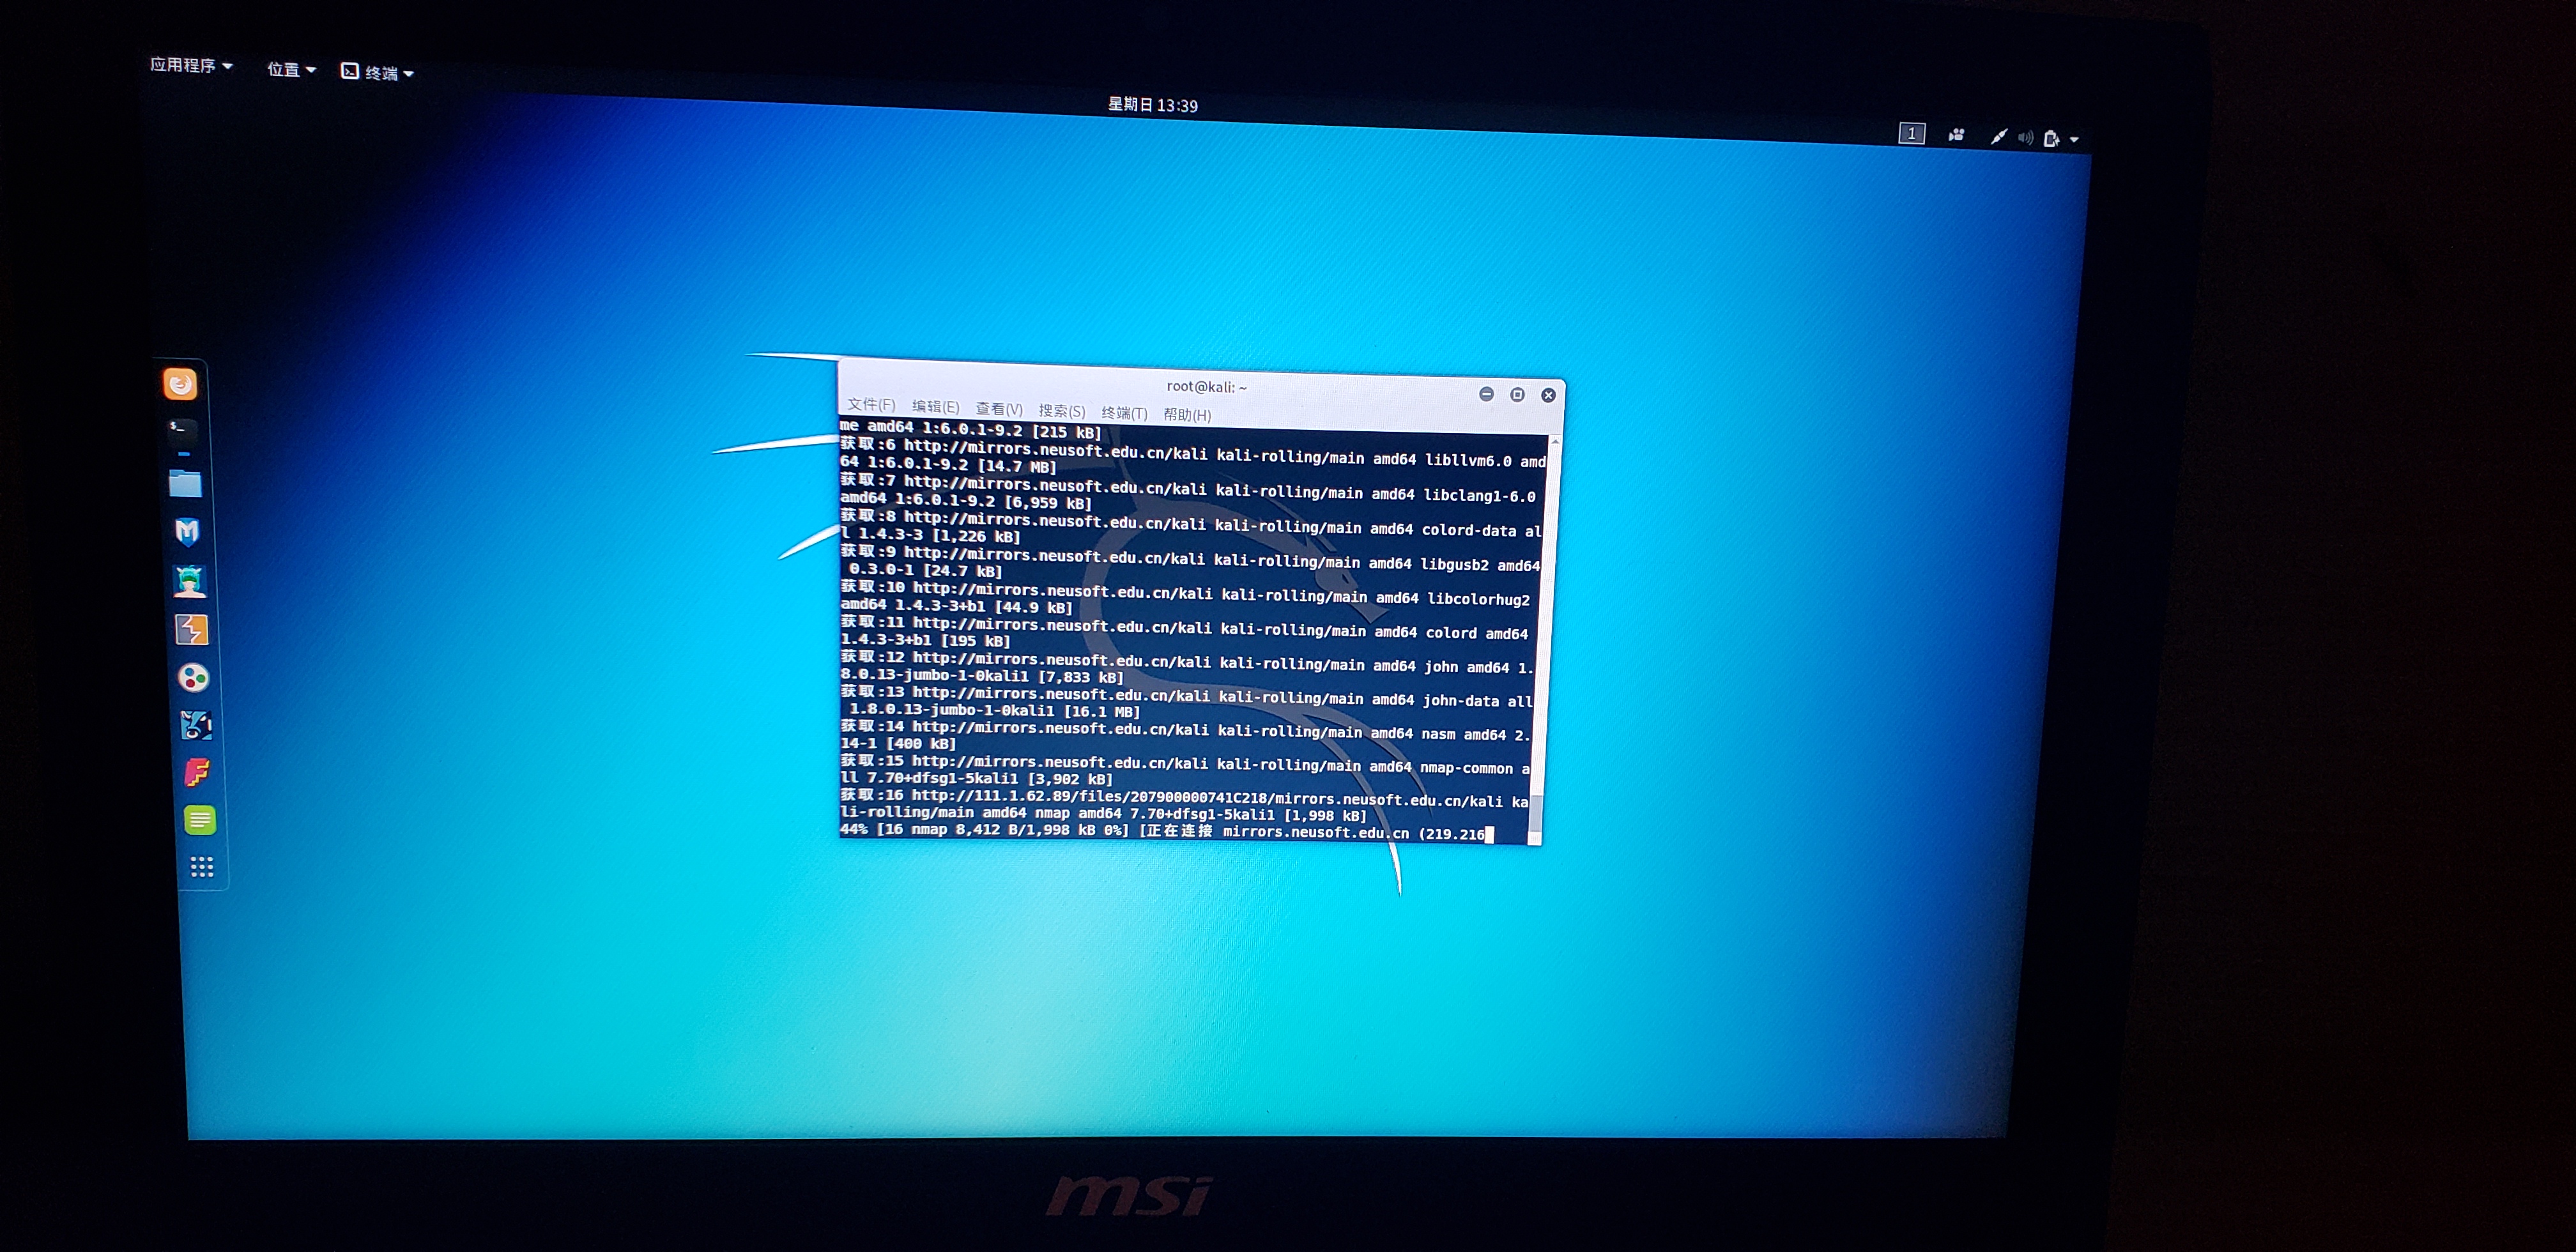 应用程序 位置 终端
星期日 13:39
1
root@kali: ~
文件(F) 编辑(E) 查看(V) 搜索(S) 终端(T) 帮助(H)
me amd64 1:6.0.1-9.2 [215 kB]
获取:6 http://mirrors.neusoft.edu.cn/kali kali-rolling/main amd64 libllvm6.0 amd
64 1:6.0.1-9.2 [14.7 MB]
获取:7 http://mirrors.neusoft.edu.cn/kali kali-rolling/main amd64 libclang1-6.0
amd64 1:6.0.1-9.2 [6,959 kB]
获取:8 http://mirrors.neusoft.edu.cn/kali kali-rolling/main amd64 colord-data al
l 1.4.3-3 [1,226 kB]
获取:9 http://mirrors.neusoft.edu.cn/kali kali-rolling/main amd64 libgusb2 amd64
0.3.0-1 [24.7 kB]
获取:10 http://mirrors.neusoft.edu.cn/kali kali-rolling/main amd64 libcolorhug2
amd64 1.4.3-3+b1 [44.9 kB]
获取:11 http://mirrors.neusoft.edu.cn/kali kali-rolling/main amd64 colord amd64
1.4.3-3+b1 [195 kB]
获取:12 http://mirrors.neusoft.edu.cn/kali kali-rolling/main amd64 john amd64 1.
8.0.13-jumbo-1-0kali1 [7,833 kB]
获取:13 http://mirrors.neusoft.edu.cn/kali kali-rolling/main amd64 john-data all
1.8.0.13-jumbo-1-0kali1 [16.1 MB]
获取:14 http://mirrors.neusoft.edu.cn/kali kali-rolling/main amd64 nasm amd64 2.
14-1 [400 kB]
获取:15 http://mirrors.neusoft.edu.cn/kali kali-rolling/main amd64 nmap-common a
ll 7.70+dfsg1-5kali1 [3,902 kB]
获取:16 http://111.1.62.89/files/207900000741C218/mirrors.neusoft.edu.cn/kali ka
li-rolling/main amd64 nmap amd64 7.70+dfsg1-5kali1 [1,998 kB]
44% [16 nmap 8,412 B/1,998 kB 0%] [正在连接 mirrors.neusoft.edu.cn (219.216
$_
msi